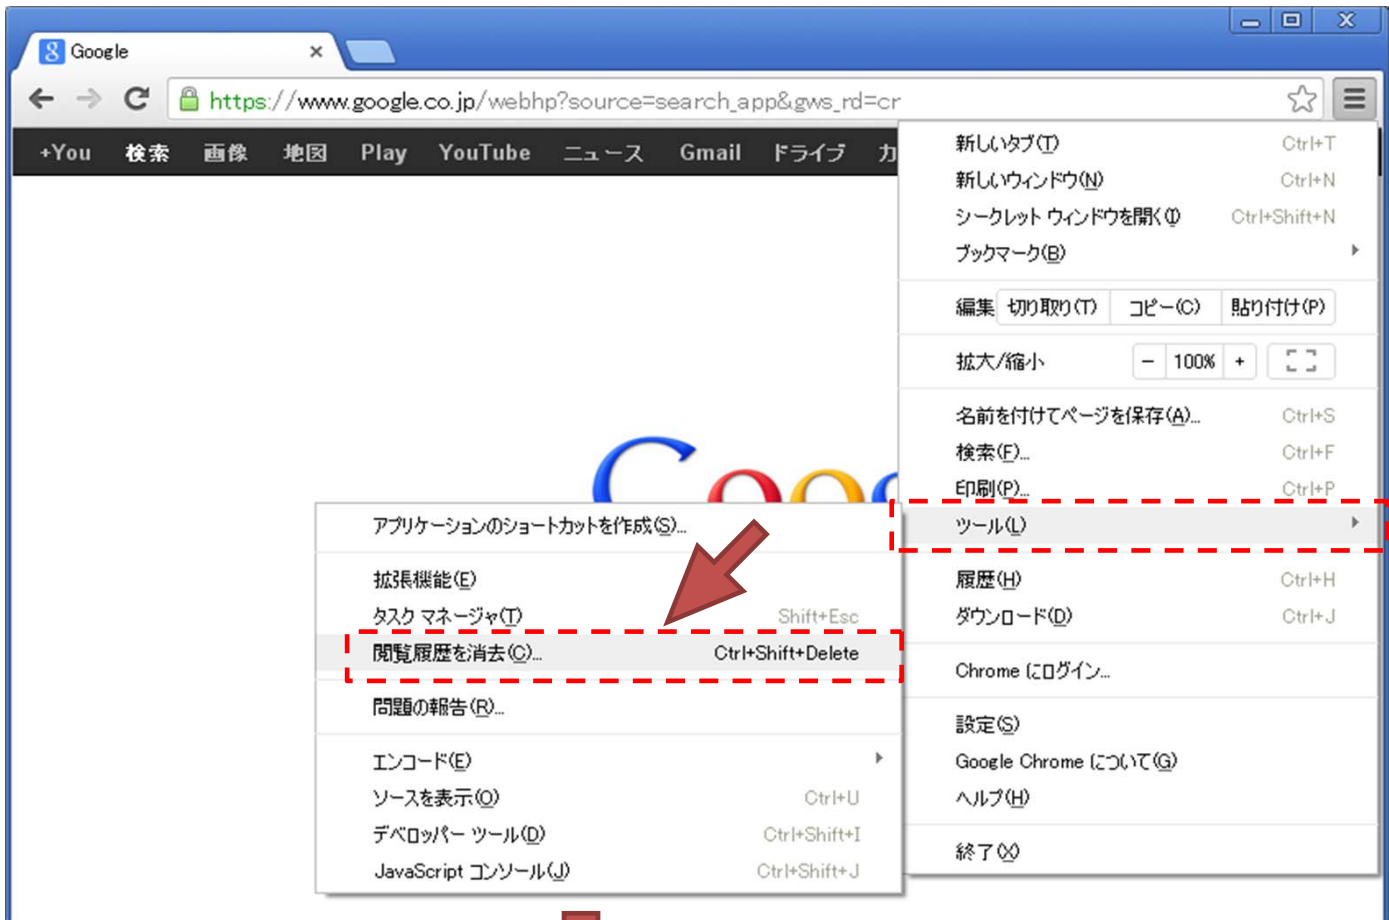 Google
https://www.google.co.jp/webhp?source=search_app&gws_rd=cr
+You 検索 画像 地図 Play YouTube ニュース Gmail ドライブ カ
新しいタブ(T) Ctrl+T
新しいウィンドウ(N) Ctrl+N
シークレット ウィンドウを開く(I) Ctrl+Shift+N
ブックマーク(B)
編集 切り取り(T) コピー(C) 貼り付け(P)
拡大/縮小 － 100% +
名前を付けてページを保存(A)... Ctrl+S
検索(F)... Ctrl+F
印刷(P)... Ctrl+P
ツール(L)
履歴(H) Ctrl+H
ダウンロード(D) Ctrl+J
Chrome にログイン...
設定(S)
Google Chrome について(G)
ヘルプ(H)
終了(X)
アプリケーションのショートカットを作成(S)...
拡張機能(E)
タスク マネージャ(T) Shift+Esc
閲覧履歴を消去(C)... Ctrl+Shift+Delete
問題の報告(R)...
エンコード(E)
ソースを表示(O) Ctrl+U
デベロッパー ツール(D) Ctrl+Shift+I
JavaScript コンソール(J) Ctrl+Shift+J